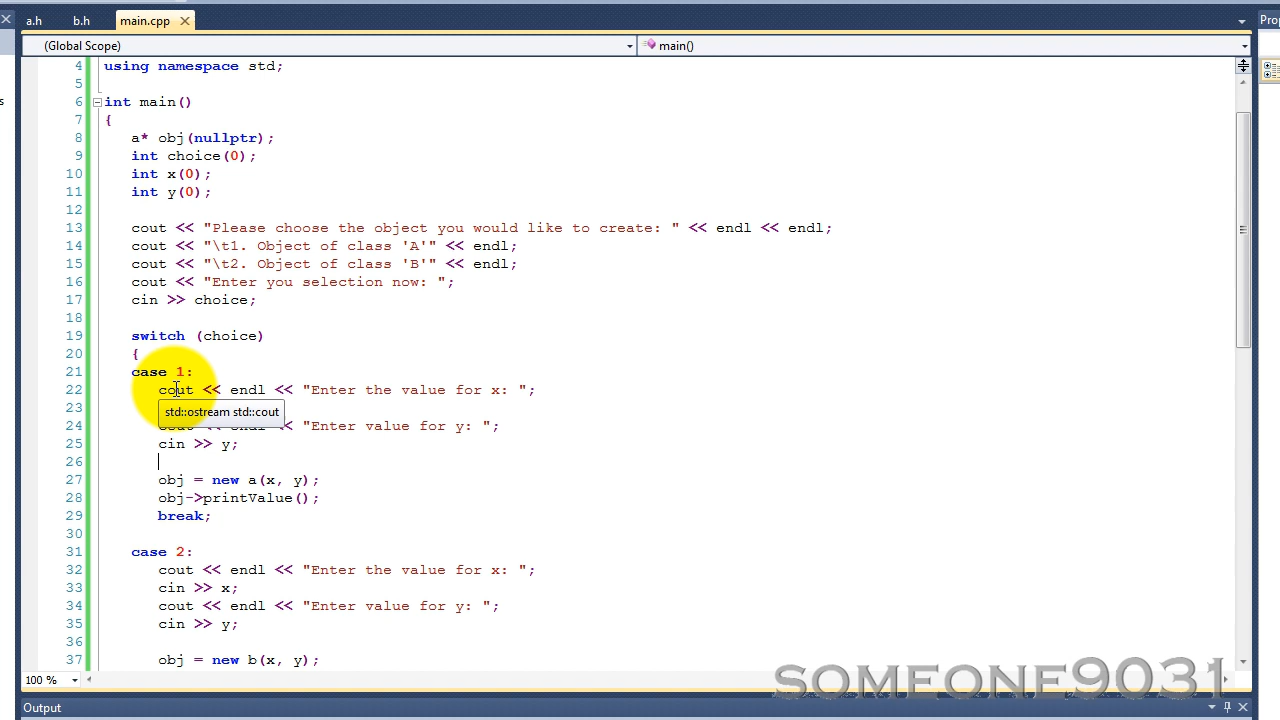 a.h b.h main.cpp
Prop
(Global Scope) main()
4 using namespace std;
5
6 int main()
7 {
8 a* obj(nullptr);
9 int choice(0);
10 int x(0);
11 int y(0);
12
13 cout << "Please choose the object you would like to create: " << endl << endl;
14 cout << "\t1. Object of class 'A'" << endl;
15 cout << "\t2. Object of class 'B'" << endl;
16 cout << "Enter you selection now: ";
17 cin >> choice;
18
19 switch (choice)
20 {
21 case 1:
22 cout << endl << "Enter the value for x: ";
23
std::ostream std::cout
24 cout << endl << "Enter value for y: ";
25 cin >> y;
26
27 obj = new a(x, y);
28 obj->printValue();
29 break;
30
31 case 2:
32 cout << endl << "Enter the value for x: ";
33 cin >> x;
34 cout << endl << "Enter value for y: ";
35 cin >> y;
36
37 obj = new b(x, y);
100 %
SOMEONE9031
Output